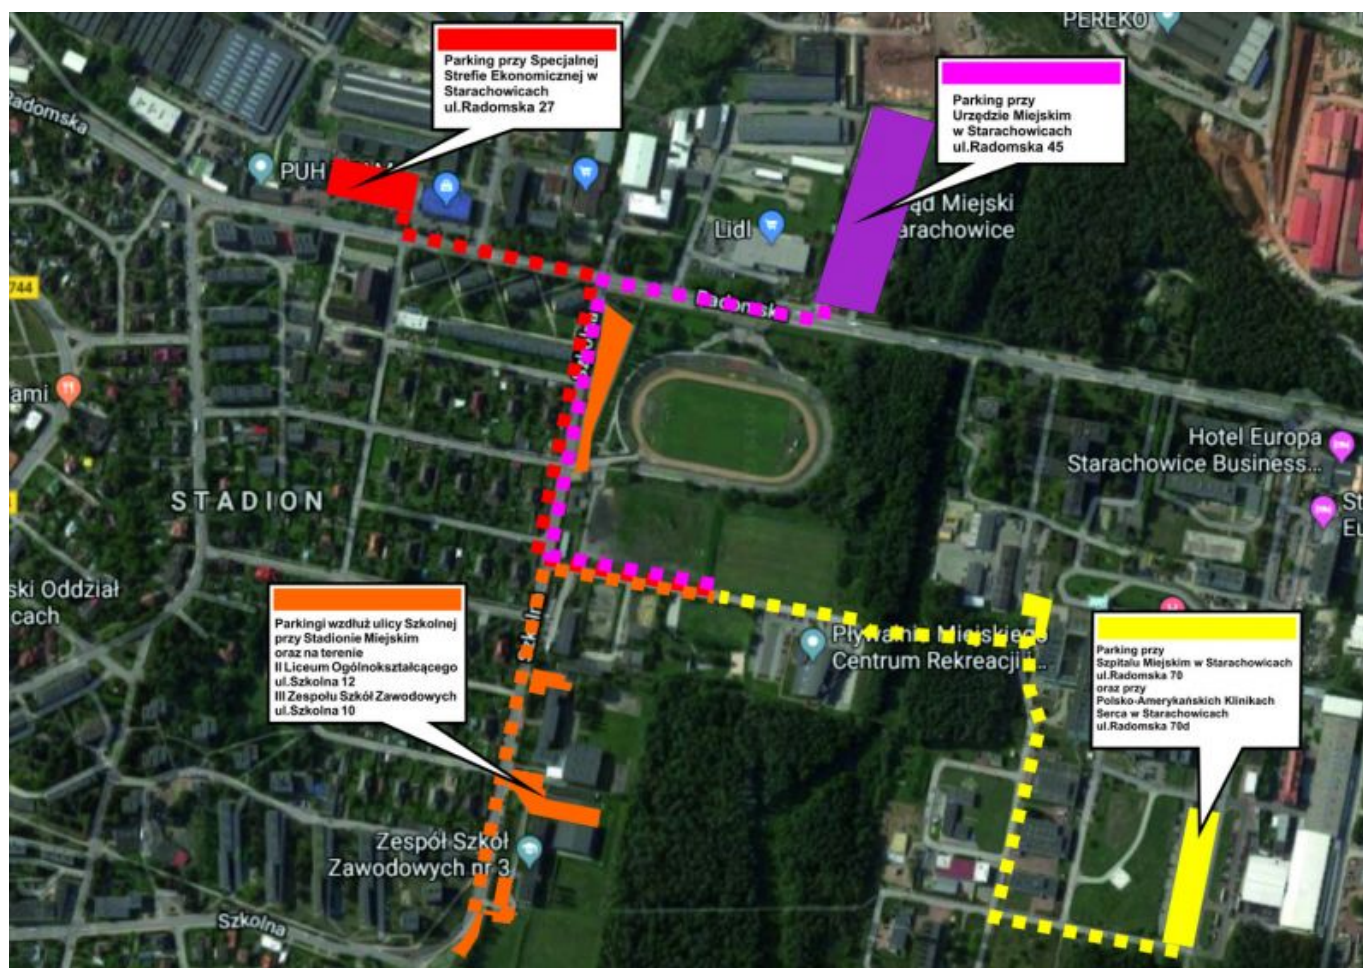 PEREKO
Radomska
Parking przy Specjalnej
Strefie Ekonomicznej w
Starachowicach
ul.Radomska 27
Parking przy
Urzędzie Miejskim
w Starachowicach
ul.Radomska 45
PUH
ąd Miejski
arachowice
Lidl
744
Radomsk
Szkolna
ami
Hotel Europa
Starachowice Business...
St
Eu
STADION
ski Oddział
cach
Parkingi wzdłuż ulicy Szkolnej
przy Stadionie Miejskim
oraz na terenie
II Liceum Ogólnokształcącego
ul.Szkolna 12
III Zespołu Szkół Zawodowych
ul.Szkolna 10
Pływalnia Miejskiego
Centrum Rekreacji i...
Parking przy
Szpitalu Miejskim w Starachowicach
ul.Radomska 70
oraz przy
Polsko-Amerykańskich Klinikach
Serca w Starachowicach
ul.Radomska 70d
Zespół Szkół
Zawodowych nr 3
Szkolna